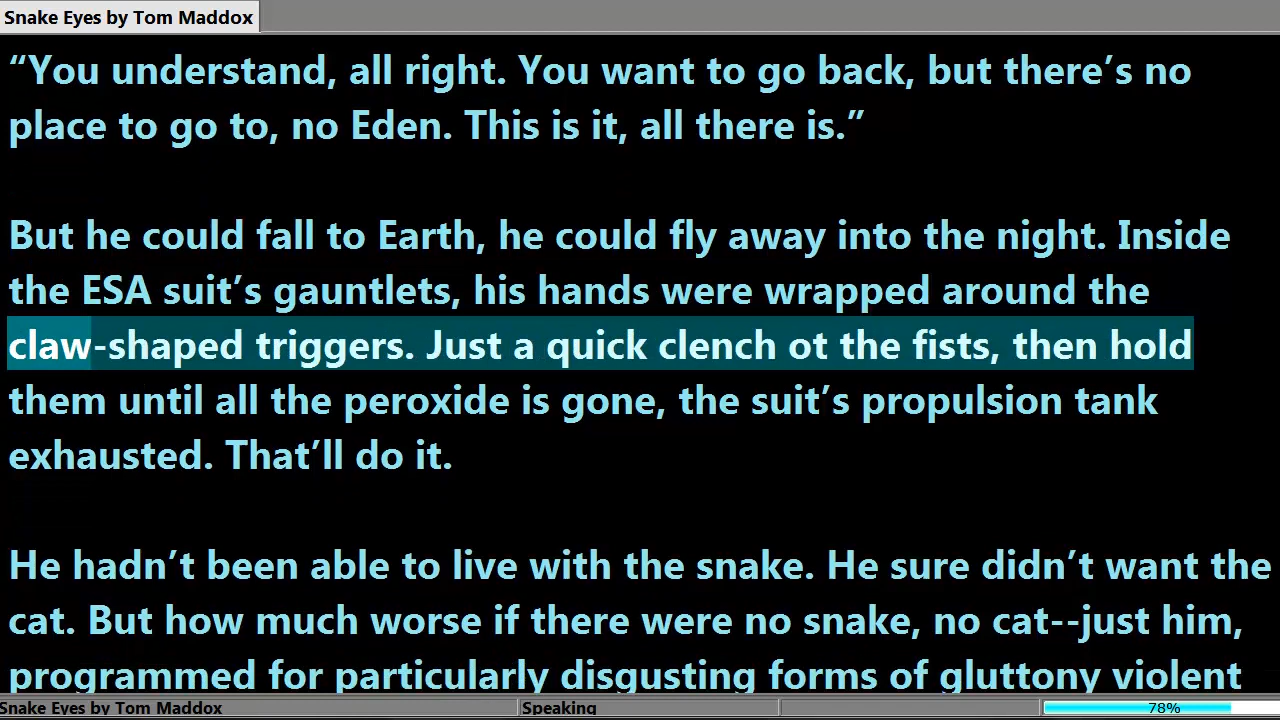 Snake Eyes by Tom Maddox
“You understand, all right. You want to go back, but there’s no
place to go to, no Eden. This is it, all there is.”
But he could fall to Earth, he could fly away into the night. Inside
the ESA suit’s gauntlets, his hands were wrapped around the
claw-shaped triggers. Just a quick clench ot the fists, then hold
them until all the peroxide is gone, the suit’s propulsion tank
exhausted. That’ll do it.
He hadn’t been able to live with the snake. He sure didn’t want the
cat. But how much worse if there were no snake, no cat--just him,
programmed for particularly disgusting forms of gluttony violent
Snake Eyes by Tom Maddox
Speaking
78%